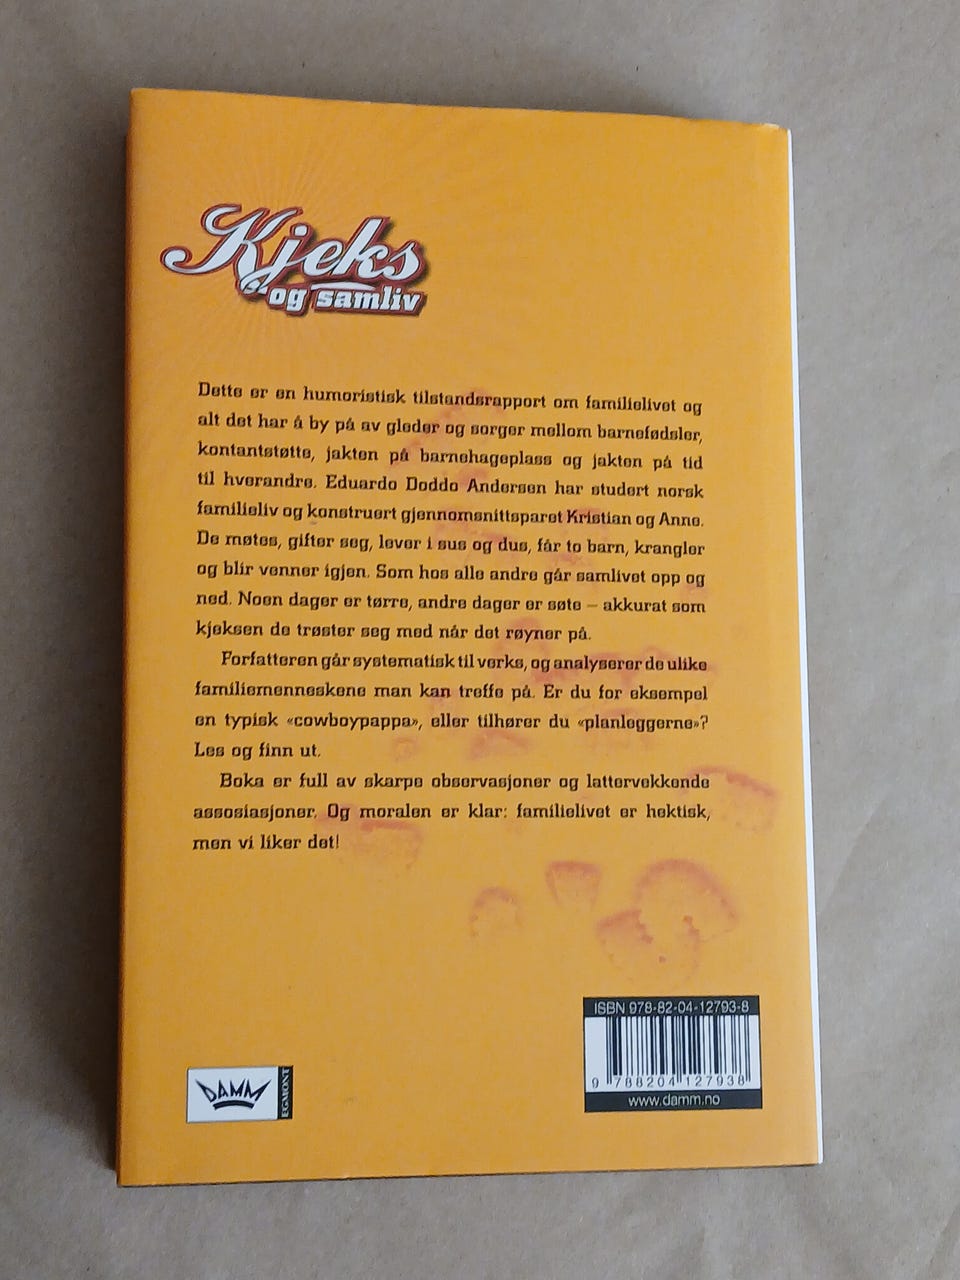 Kjeks
og samliv
Dette er en humoristisk tilstandsrapport om familielivet og
alt det har å by på av gleder og sorger mellom barnefødsler,
kontantstøtte, jakten på barnehageplass og jakten på tid
til hverandre. Eduardo Doddo Andersen har studert norsk
familieliv og konstruert gjennomsnittsparet Kristian og Anne.
De møtes, gifter seg, lever i sus og dus, får to barn, krangler
og blir venner igjen. Som hos alle andre går samlivet opp og
ned. Noen dager er tørre, andre dager er søte – akkurat som
kjeksen de trøster seg med når det røyner på.
Forfatteren går systematisk til verks, og analyserer de ulike
familiemenneskene man kan treffe på. Er du for eksempel
en typisk «cowboypappa», eller tilhører du «planleggerne»?
Les og finn ut.
Boka er full av skarpe observasjoner og lattervekkende
assosiasjoner. Og moralen er klar: familielivet er hektisk,
men vi liker det!
ISBN 978-82-04-12793-8
9 788204 127938
www.damm.no
DAMM
EGMONT